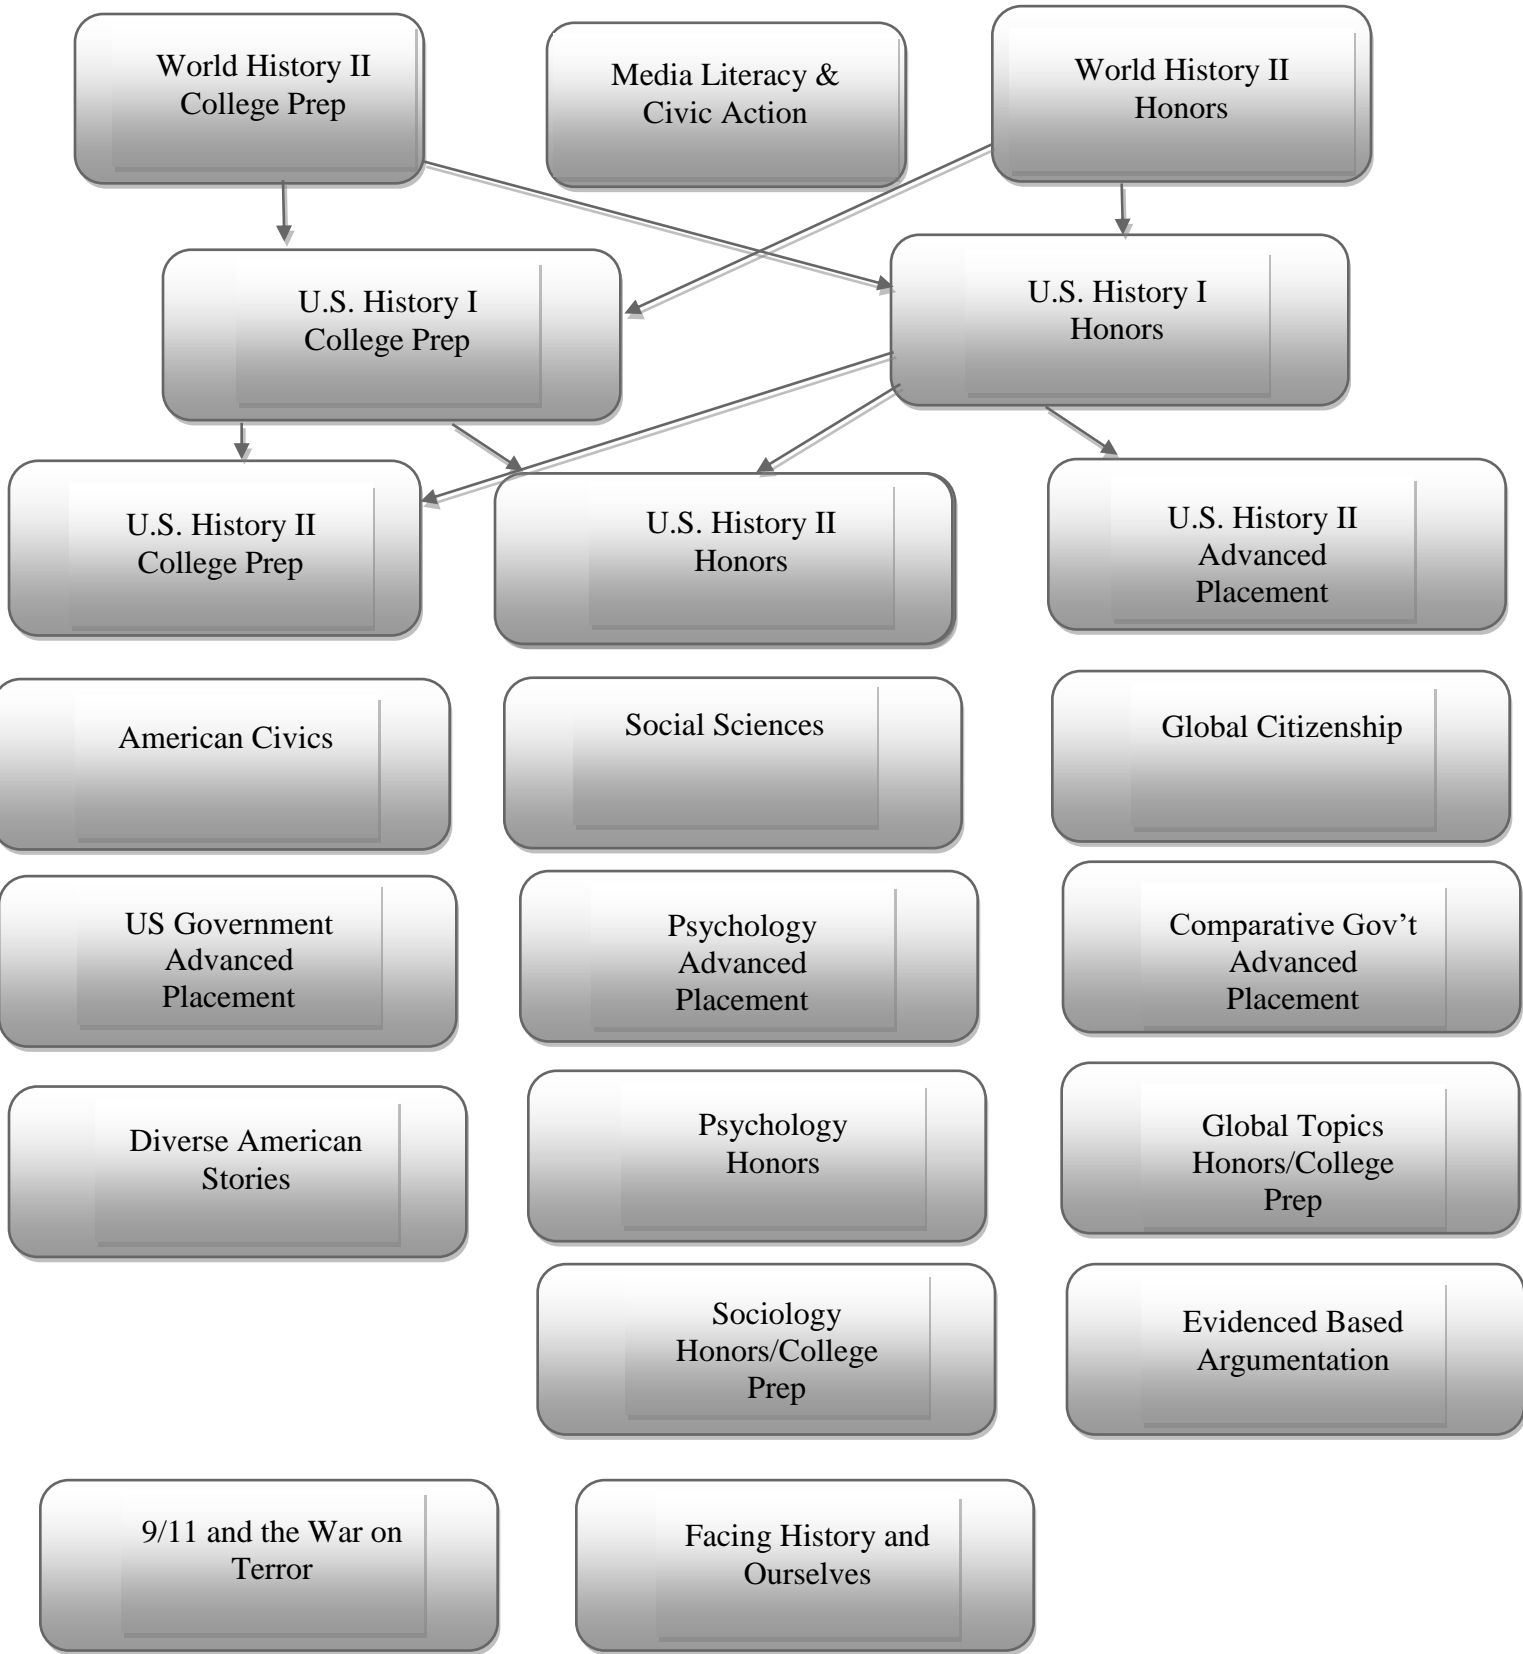 World History II
College Prep
Media Literacy &
Civic Action
World History II
Honors
U.S. History I
College Prep
U.S. History I
Honors
U.S. History II
College Prep
U.S. History II
Honors
U.S. History II
Advanced
Placement
American Civics
Social Sciences
Global Citizenship
US Government
Advanced
Placement
Psychology
Advanced
Placement
Comparative Gov’t
Advanced
Placement
Diverse American
Stories
Psychology
Honors
Global Topics
Honors/College
Prep
Sociology
Honors/College
Prep
Evidenced Based
Argumentation
9/11 and the War on
Terror
Facing History and
Ourselves